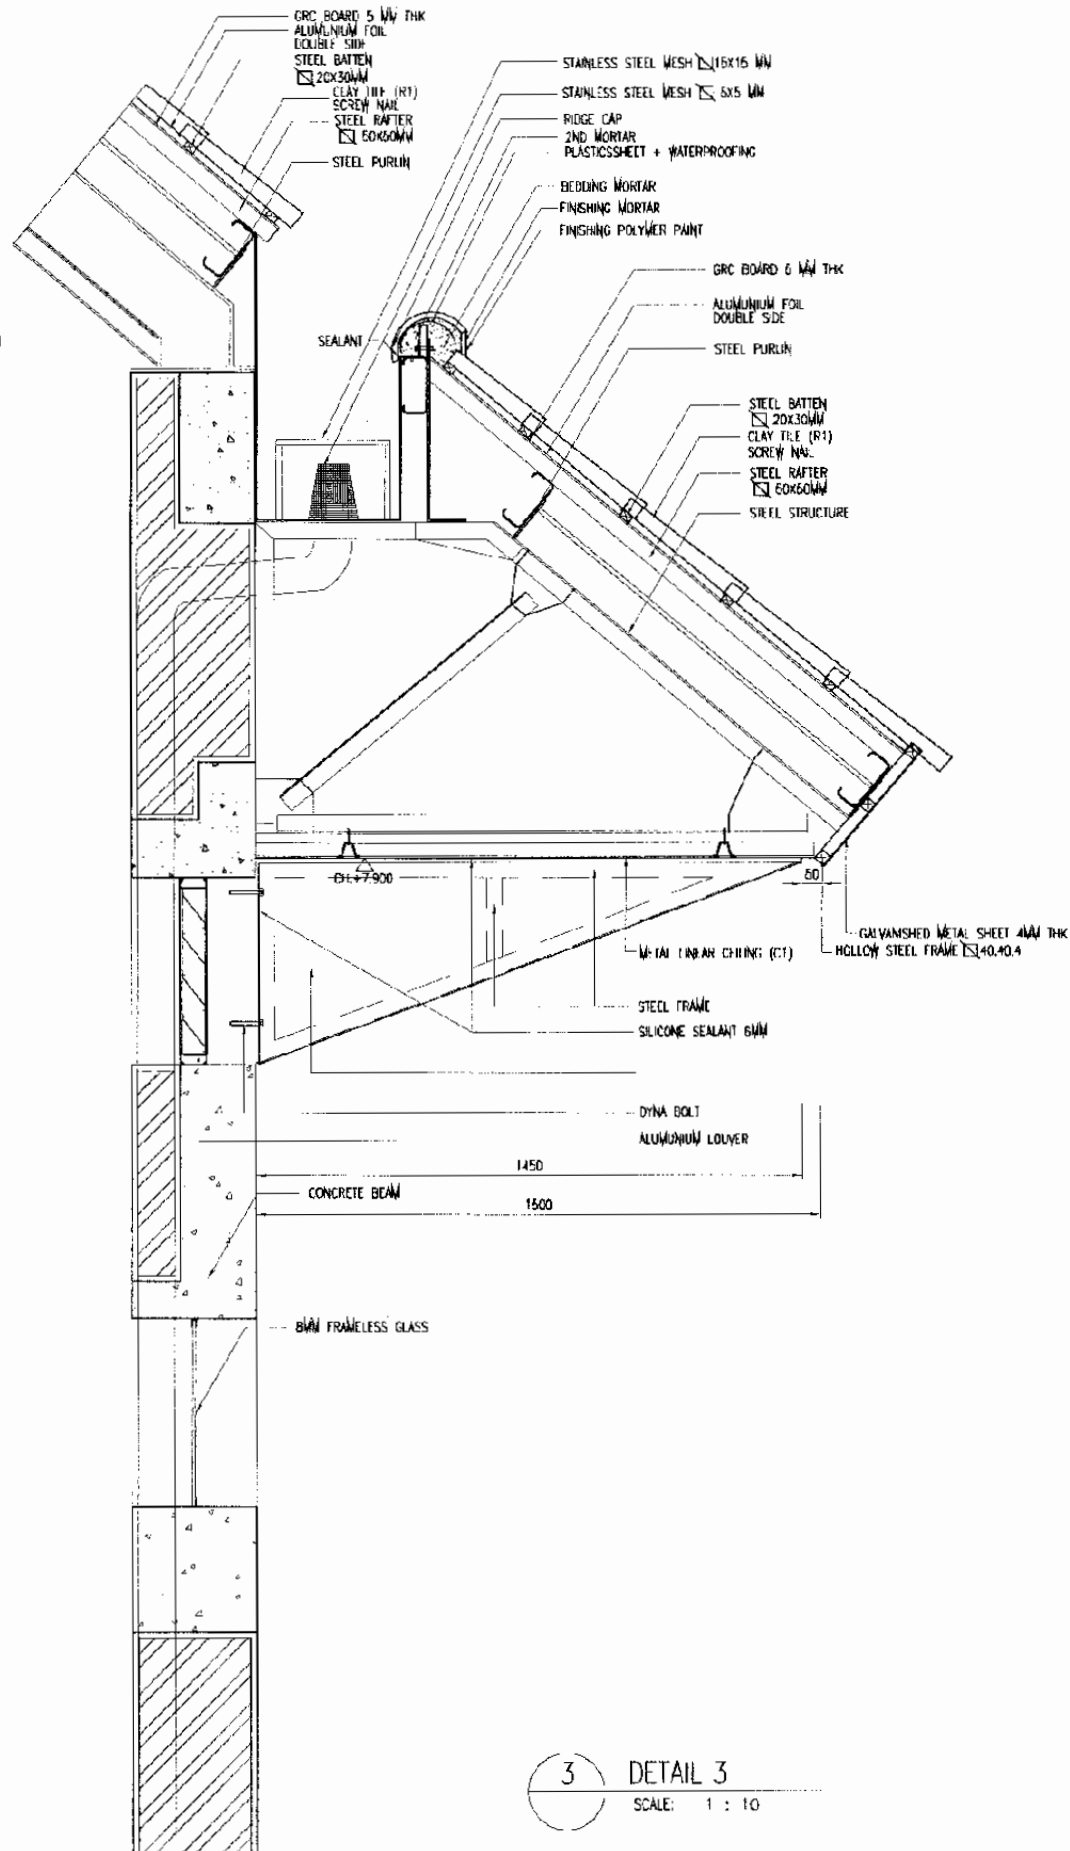 GRC BOARD 5 MM THK
ALUMUNIUM FOIL
DOUBLE SIDE
STEEL BATTEN
20X30MM
CLAY TILE (R1)
SCREW NAIL
STEEL RAFTER
60X60MM
STEEL PURLIN
STAINLESS STEEL MESH 15X15 MM
STAINLESS STEEL MESH 5X5 MM
RIDGE CAP
2ND MORTAR
PLASTICSSHEET + WATERPROOFING
BEDDING MORTAR
FINISHING MORTAR
FINISHING POLYMER PAINT
SEALANT
GRC BOARD 6 MM THK
ALUMUNIUM FOIL
DOUBLE SIDE
STEEL PURLIN
STEEL BATTEN
20X30MM
CLAY TILE (R1)
SCREW NAIL
STEEL RAFTER
60X60MM
STEEL STRUCTURE
+7.900
50
GALVANISHED METAL SHEET 4MM THK
HOLLOW STEEL FRAME 40.40.4
METAL LINEAR CEILING (C1)
STEEL FRAME
SILICONE SEALANT 6MM
DYNA BOLT
ALUMUNIUM LOUVER
1450
CONCRETE BEAM
1500
8MM FRAMELESS GLASS
3 DETAIL 3
SCALE: 1 : 10